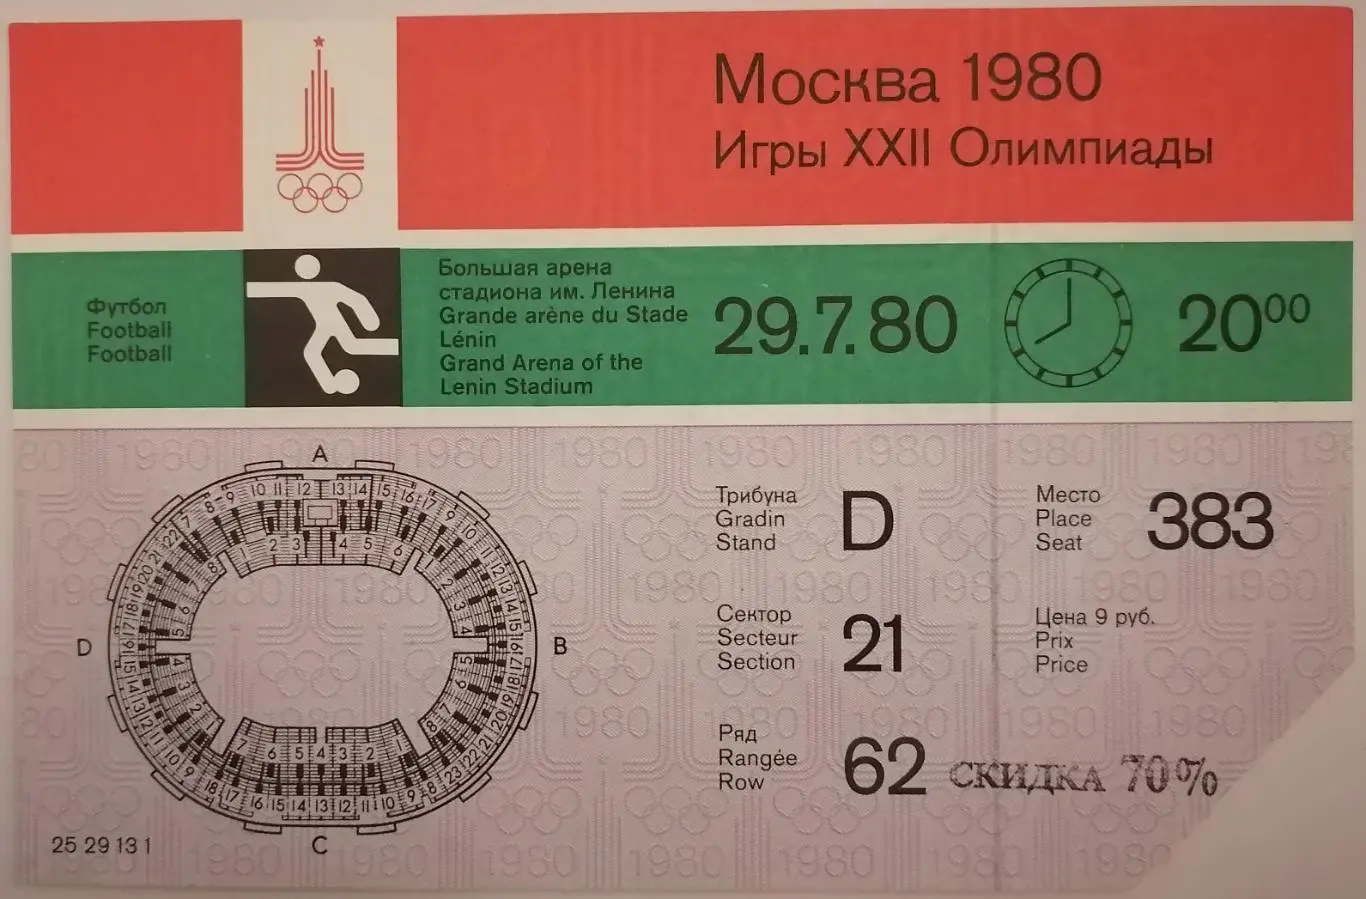 Москва 1980
Игры XXII Олимпиады
Футбол
Football
Football
Большая арена
стадиона им. Ленина
Grande arène du Stade
Lénin
Grand Arena of the
Lenin Stadium
29.7.80
20⁰⁰
A
B
C
D
Трибуна
Gradin
Stand
D
Место
Place
Seat
383
Сектор
Secteur
Section
21
Цена 9 руб.
Prix
Price
Ряд
Rangée
Row
62
СКИДКА 70%
25 29 13 1